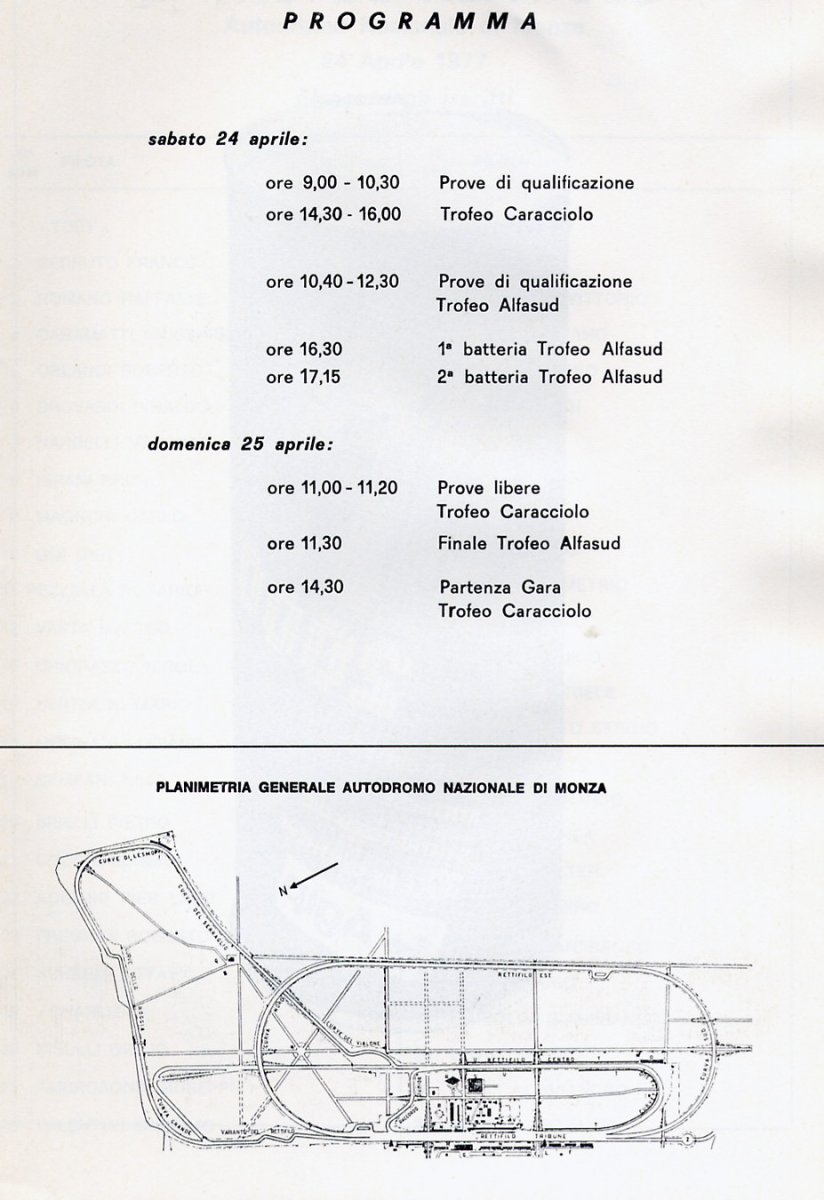 PROGRAMMA
sabato 24 aprile:
ore 9,00 - 10,30 Prove di qualificazione
ore 14,30 - 16,00 Trofeo Caracciolo
ore 10,40 - 12,30 Prove di qualificazione
Trofeo Alfasud
ore 16,30 1ª batteria Trofeo Alfasud
ore 17,15 2ª batteria Trofeo Alfasud
domenica 25 aprile:
ore 11,00 - 11,20 Prove libere
Trofeo Caracciolo
ore 11,30 Finale Trofeo Alfasud
ore 14,30 Partenza Gara
Trofeo Caracciolo
PLANIMETRIA GENERALE AUTODROMO NAZIONALE DI MONZA
CURVE DI LESMO
N
CURVA DEL SERRAGLIO
RETTIFILO EST
CURVA NORD
CURVE DEL VIALONE
CURVA SUD
RETTIFILO CENTRO
CURVA GRANDE
VARIANTE DEL RETTIFILO
RETTIFILO TRIBUNE